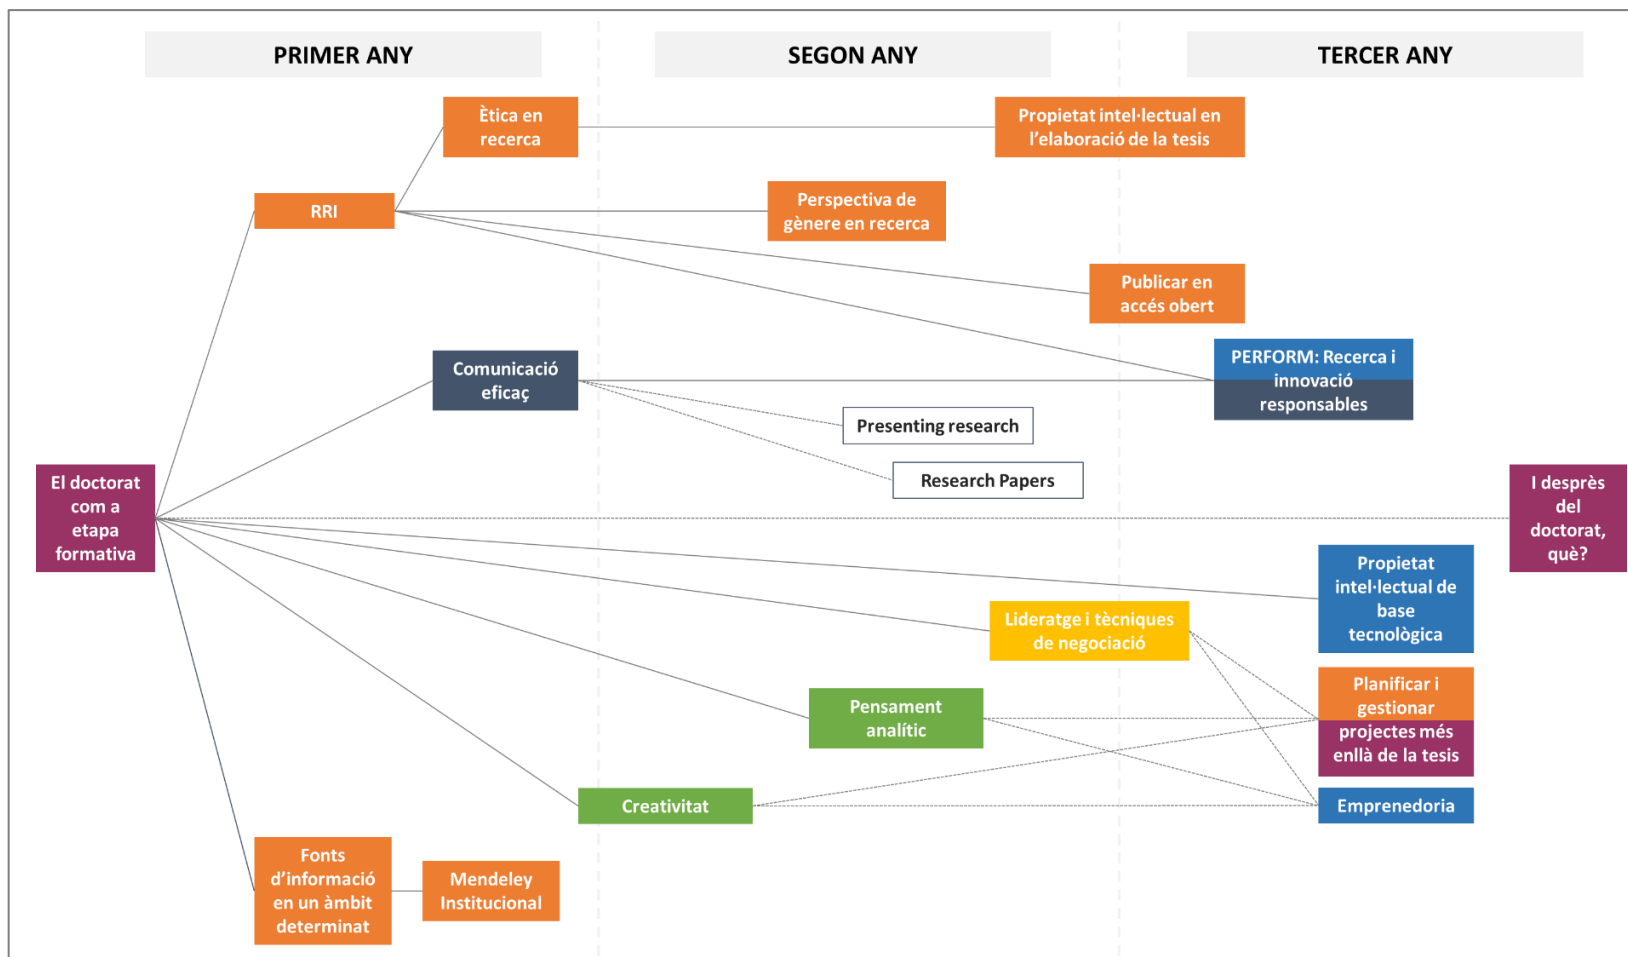 PRIMER ANY
SEGON ANY
TERCER ANY
Ètica en
recerca
Propietat intel·lectual en
l'elaboració de la tesis
RRI
Perspectiva de
gènere en recerca
Publicar en
accés obert
Comunicació
eficaç
PERFORM: Recerca i
innovació
responsables
Presenting research
Research Papers
El doctorat
com a
etapa
formativa
I desprès
del
doctorat,
què?
Propietat
intel·lectual de
base
tecnològica
Lideratge i tècniques
de negociació
Planificar i
gestionar
projectes més
enllà de la tesis
Pensament
analític
Creativitat
Emprenedoria
Fonts
d'informació
en un àmbit
determinat
Mendeley
Institucional